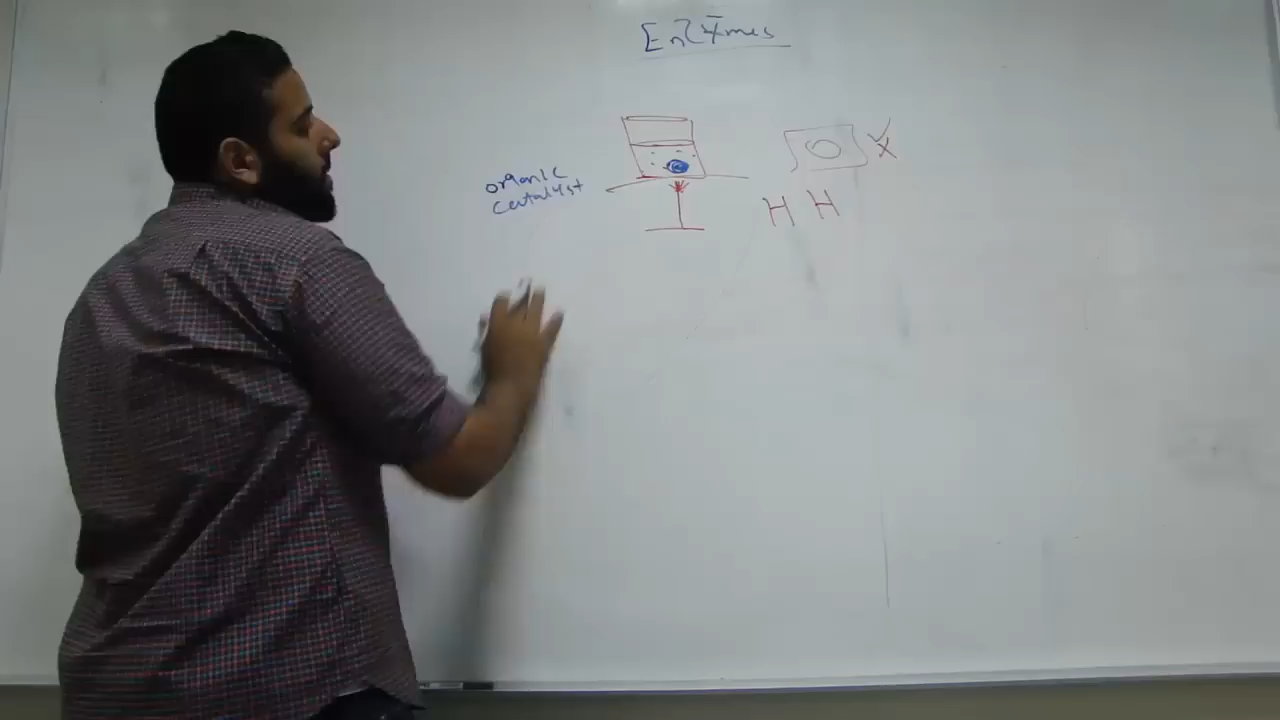 Enzymes
organic
catalyst
X
H H